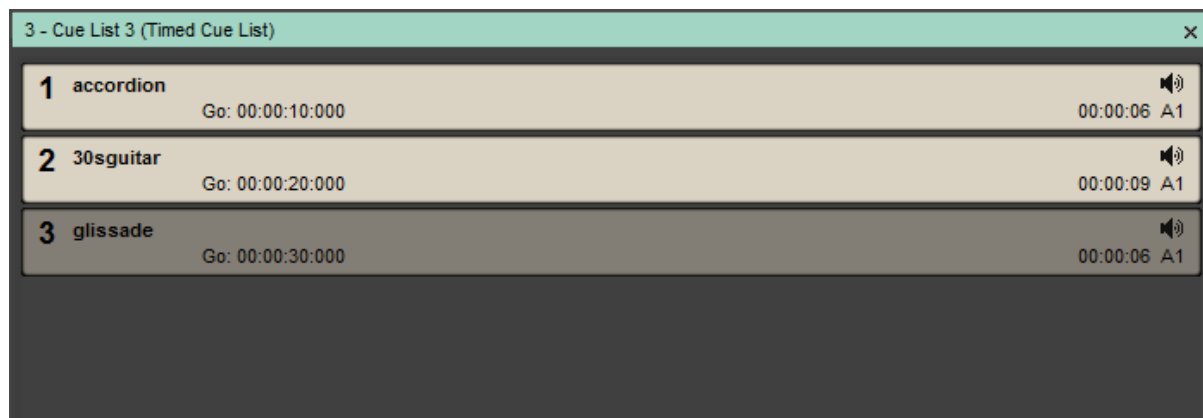 3 - Cue List 3 (Timed Cue List)
1 accordion
Go: 00:00:10:000 00:00:06 A1
2 30sguitar
Go: 00:00:20:000 00:00:09 A1
3 glissade
Go: 00:00:30:000 00:00:06 A1